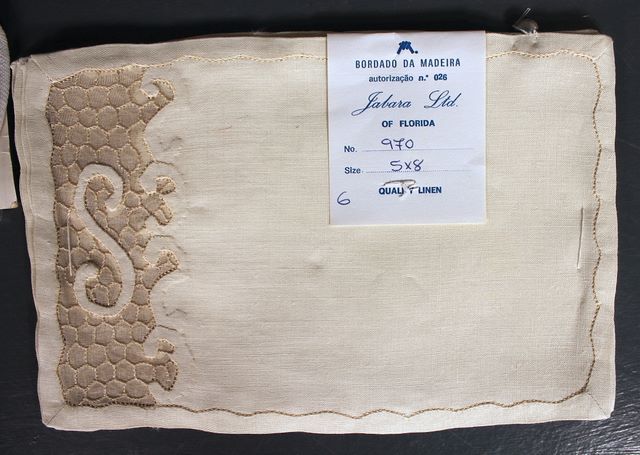 BORDADO DA MADEIRA
autorização n.º 026
Jabara Ltd.
OF FLORIDA
No. 970
Size 5x8
6 QUALITY LINEN